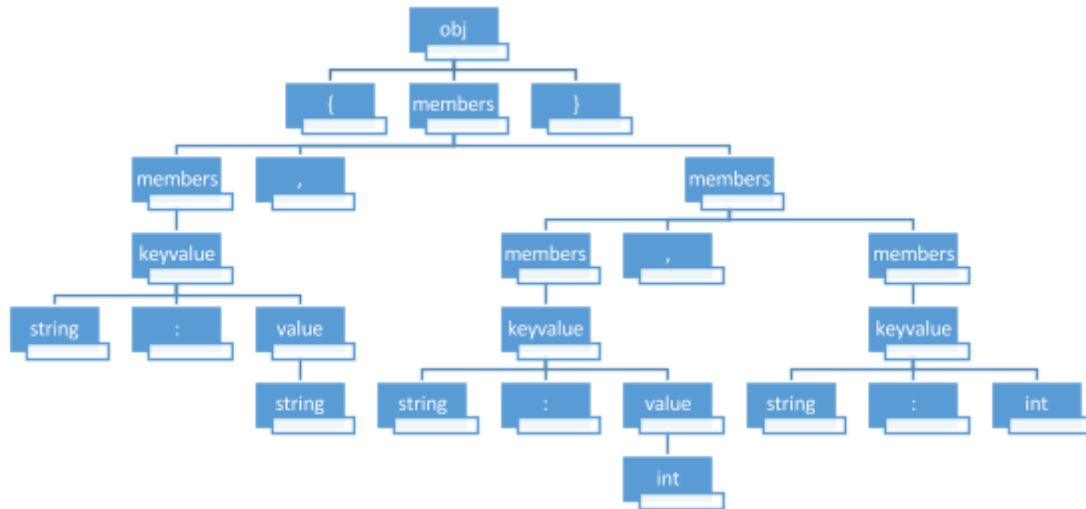 obj
{ members }
members , members
keyvalue members , members
string : value keyvalue keyvalue
string string : value string : int
int